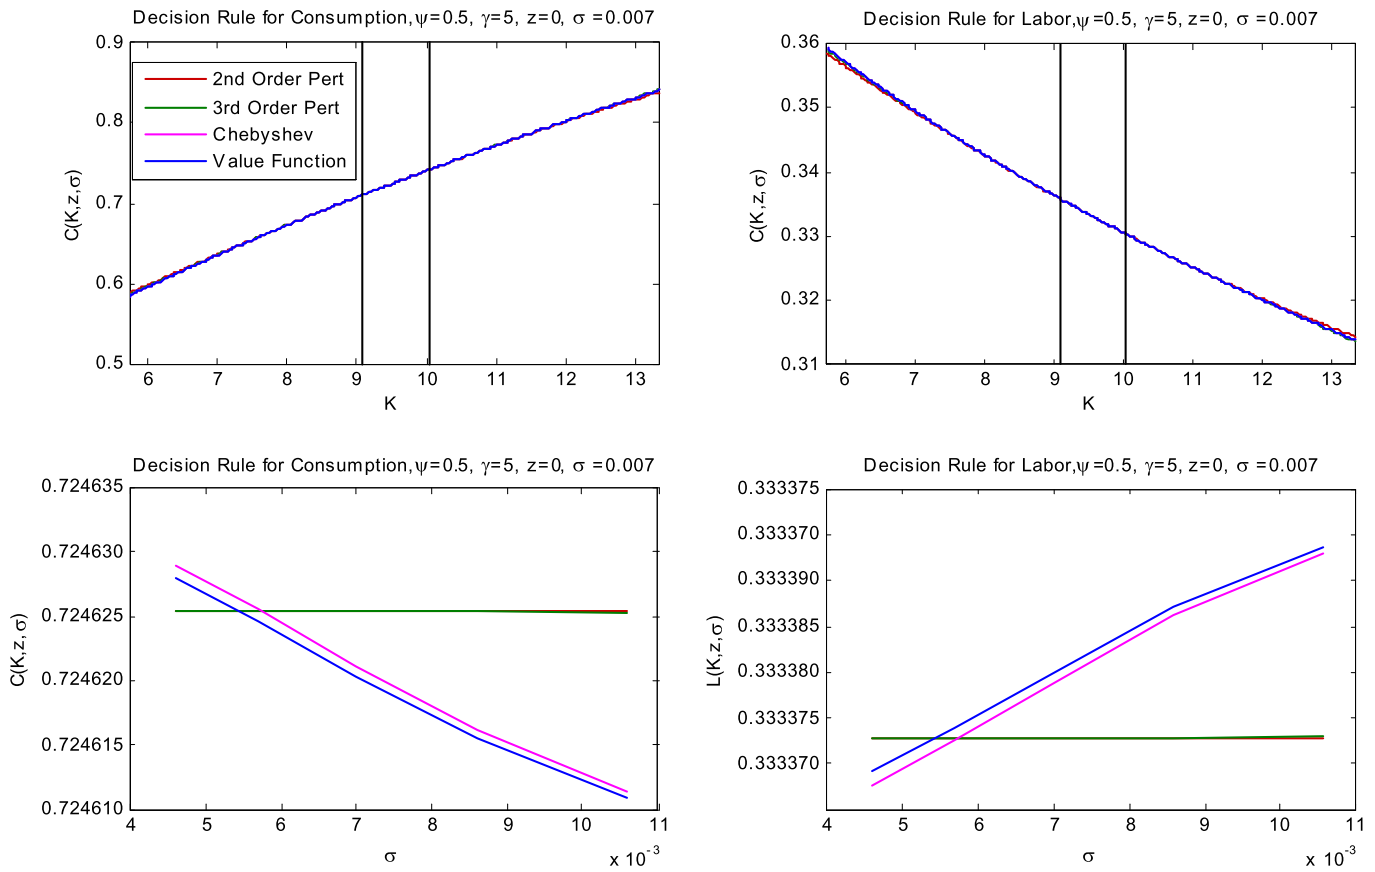 Decision Rule for Consumption,ψ=0.5, γ=5, z=0, σ =0.007
0.9
0.8
0.7
0.6
0.5
C(K,z,σ)
2nd Order Pert
3rd Order Pert
Chebyshev
Value Function
6 7 8 9 10 11 12 13
K
Decision Rule for Labor,ψ=0.5, γ=5, z=0, σ =0.007
0.36
0.35
0.34
0.33
0.32
0.31
C(K,z,σ)
6 7 8 9 10 11 12 13
K
Decision Rule for Consumption,ψ=0.5, γ=5, z=0, σ =0.007
0.724635
0.724630
0.724625
0.724620
0.724615
0.724610
C(K,z,σ)
4 5 6 7 8 9 10 11
σ
x 10-3
Decision Rule for Labor,ψ=0.5, γ=5, z=0, σ =0.007
0.333375
0.333370
0.333390
0.333385
0.333380
0.333375
0.333370
L(K,z,σ)
4 5 6 7 8 9 10 11
σ
x 10-3